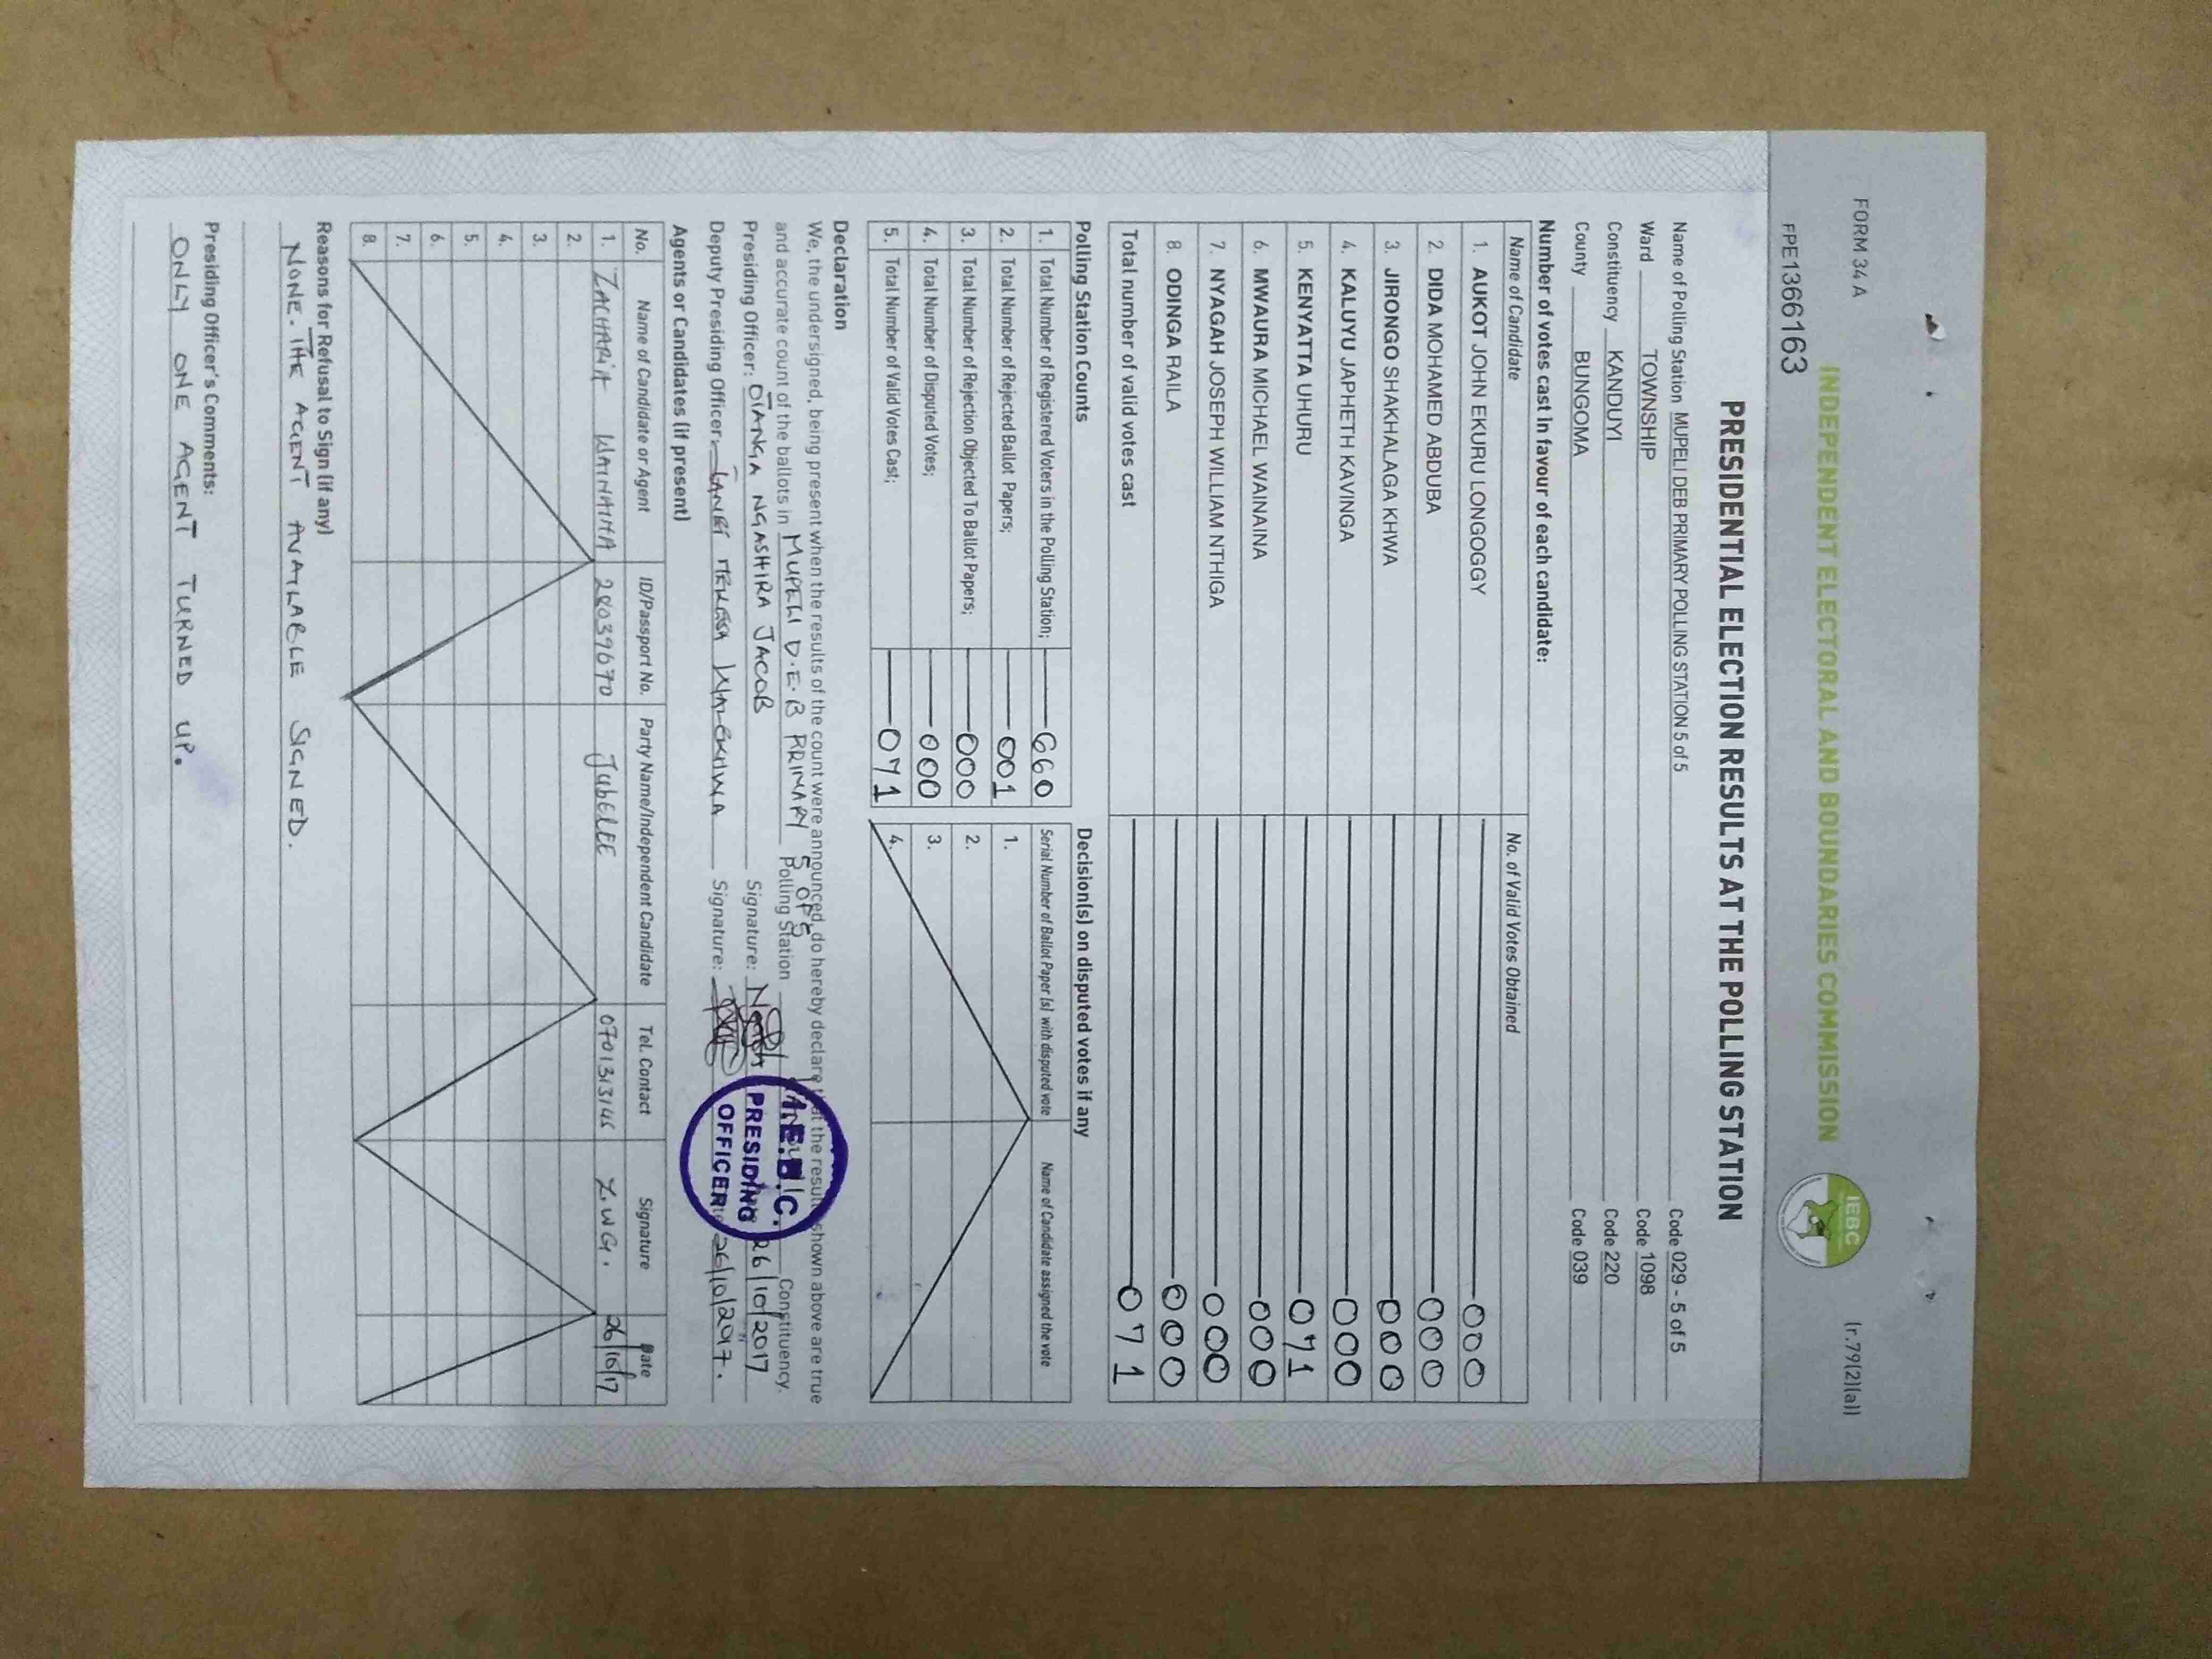 FORM 34 A
(r.79(2)(a))
INDEPENDENT ELECTORAL AND BOUNDARIES COMMISSION
IEBC
FPE1366163
PRESIDENTIAL ELECTION RESULTS AT THE POLLING STATION
Name of Polling Station MUPELI DEB PRIMARY POLLING STATION 5 of 5 Code 029 - 5 of 5
Ward TOWNSHIP Code 1098
Constituency KANDUYI Code 220
County BUNGOMA Code 039
Number of votes cast in favour of each candidate:
Name of Candidate No. of Valid Votes Obtained
1. AUKOT JOHN EKURU LONGOGGY 000
2. DIDA MOHAMED ABDUBA 000
3. JIRONGO SHAKHALAGA KHWA 000
4. KALUYU JAPHETH KAVINGA 000
5. KENYATTA UHURU 071
6. MWAURA MICHAEL WAINAINA 000
7. NYAGAH JOSEPH WILLIAM NTHIGA 000
8. ODINGA RAILA 000
Total number of valid votes cast 071
Polling Station Counts
1. Total Number of Registered Voters in the Polling Station; 660
2. Total Number of Rejected Ballot Papers; 001
3. Total Number of Rejection Objected To Ballot Papers; 000
4. Total Number of Disputed Votes; 000
5. Total Number of Valid Votes Cast; 071
Decision(s) on disputed votes if any
Serial Number of Ballot Paper (s) with disputed vote Name of Candidate assigned the vote
1.
2.
3.
4.
Declaration
We, the undersigned, being present when the results of the count were announced, do hereby declare that the results shown above are true
and accurate count of the ballots in MUPELI D.E.B PRIMARY 5 OF 5 Polling Station Constituency.
Presiding Officer: OJANGA NGASHIRA JACOB Signature: 26/10/2017
Deputy Presiding Officer: Signature: 26/10/2017.
I.E.B.C.
PRESIDING
OFFICER
Agents or Candidates (if present)
No. Name of Candidate or Agent ID/Passport No. Party Name/Independent Candidate Tel. Contact Signature Date
1. ZACHARIA WAINAINA 28039670 JUBELEE 0701313146 Z.WG. 26/10/17
2.
3.
4.
5.
6.
7.
8.
Reasons for Refusal to Sign (if any)
NONE. THE AGENT AVAILABLE SIGNED.
Presiding Officer's Comments:
ONLY ONE AGENT TURNED UP.